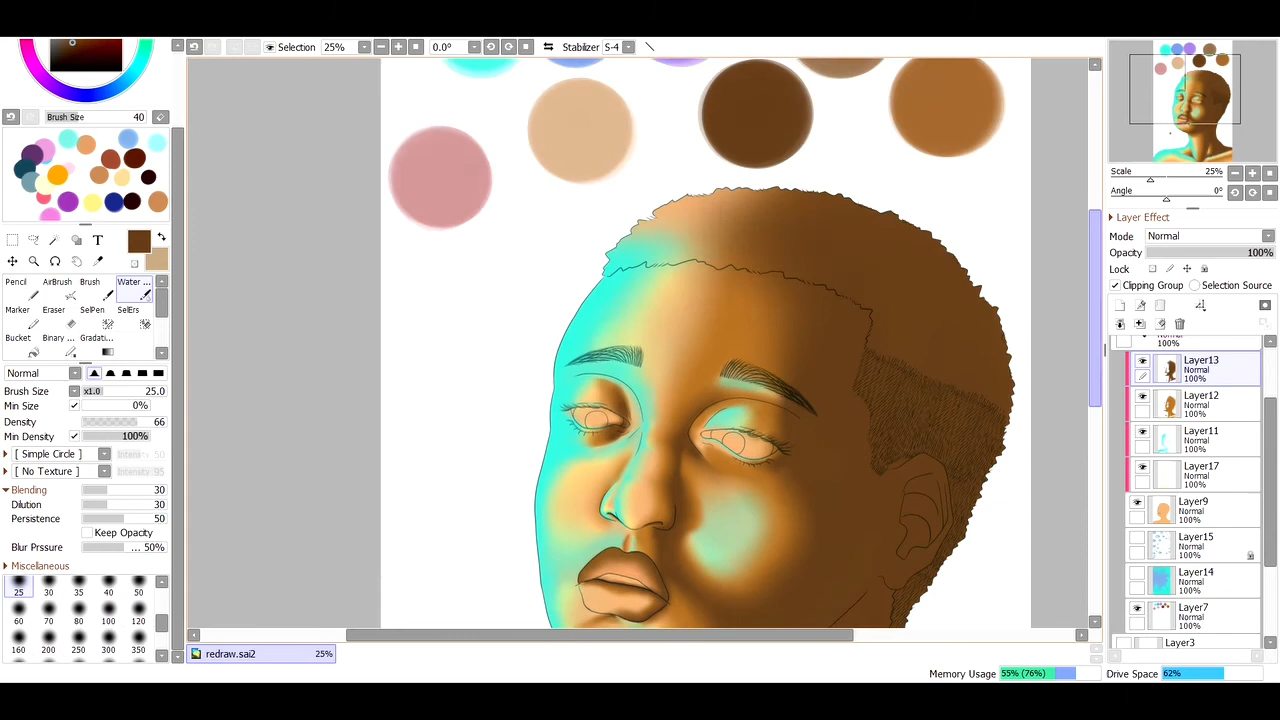 Selection 25% 0.0° Stabilizer S-4
Brush Size 40
T
Pencil AirBrush Brush Water ...
Marker Eraser SelPen SelErs
Bucket Binary ... Gradati...
Normal
Brush Size x1.0 25.0
Min Size 0%
Density 66
Min Density 100%
[ Simple Circle ] Intensity 50
[ No Texture ] Intensity 95
Blending 30
Dilution 30
Persistence 50
Keep Opacity
Blur Prssure ... 50%
Miscellaneous
25 30 35 40 50
60 70 80 100 120
160 200 250 300 350
redraw.sai2 25%
Scale 25%
Angle 0°
Layer Effect
Mode Normal
Opacity 100%
Lock
Clipping Group Selection Source
100%
Layer13
Normal
100%
Layer12
Normal
100%
Layer11
Normal
100%
Layer17
Normal
100%
Layer9
Normal
100%
Layer15
Normal
100%
Layer14
Normal
100%
Layer7
Normal
100%
Layer3
Memory Usage 55% (76%) Drive Space 62%